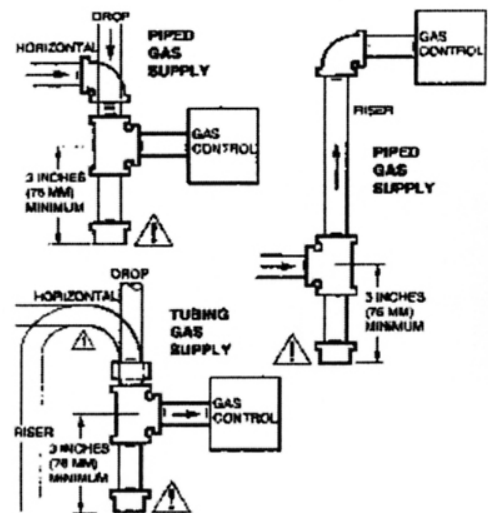 DROP
HORIZONTAL
PIPED
GAS
SUPPLY
GAS
CONTROL
3 INCHES
(76 MM)
MINIMUM
GAS
CONTROL
RISER
PIPED
GAS
SUPPLY
3 INCHES
(76 MM)
MINIMUM
DROP
HORIZONTAL
TUBING
GAS
SUPPLY
GAS
CONTROL
RISER
3 INCHES
(76 MM)
MINIMUM